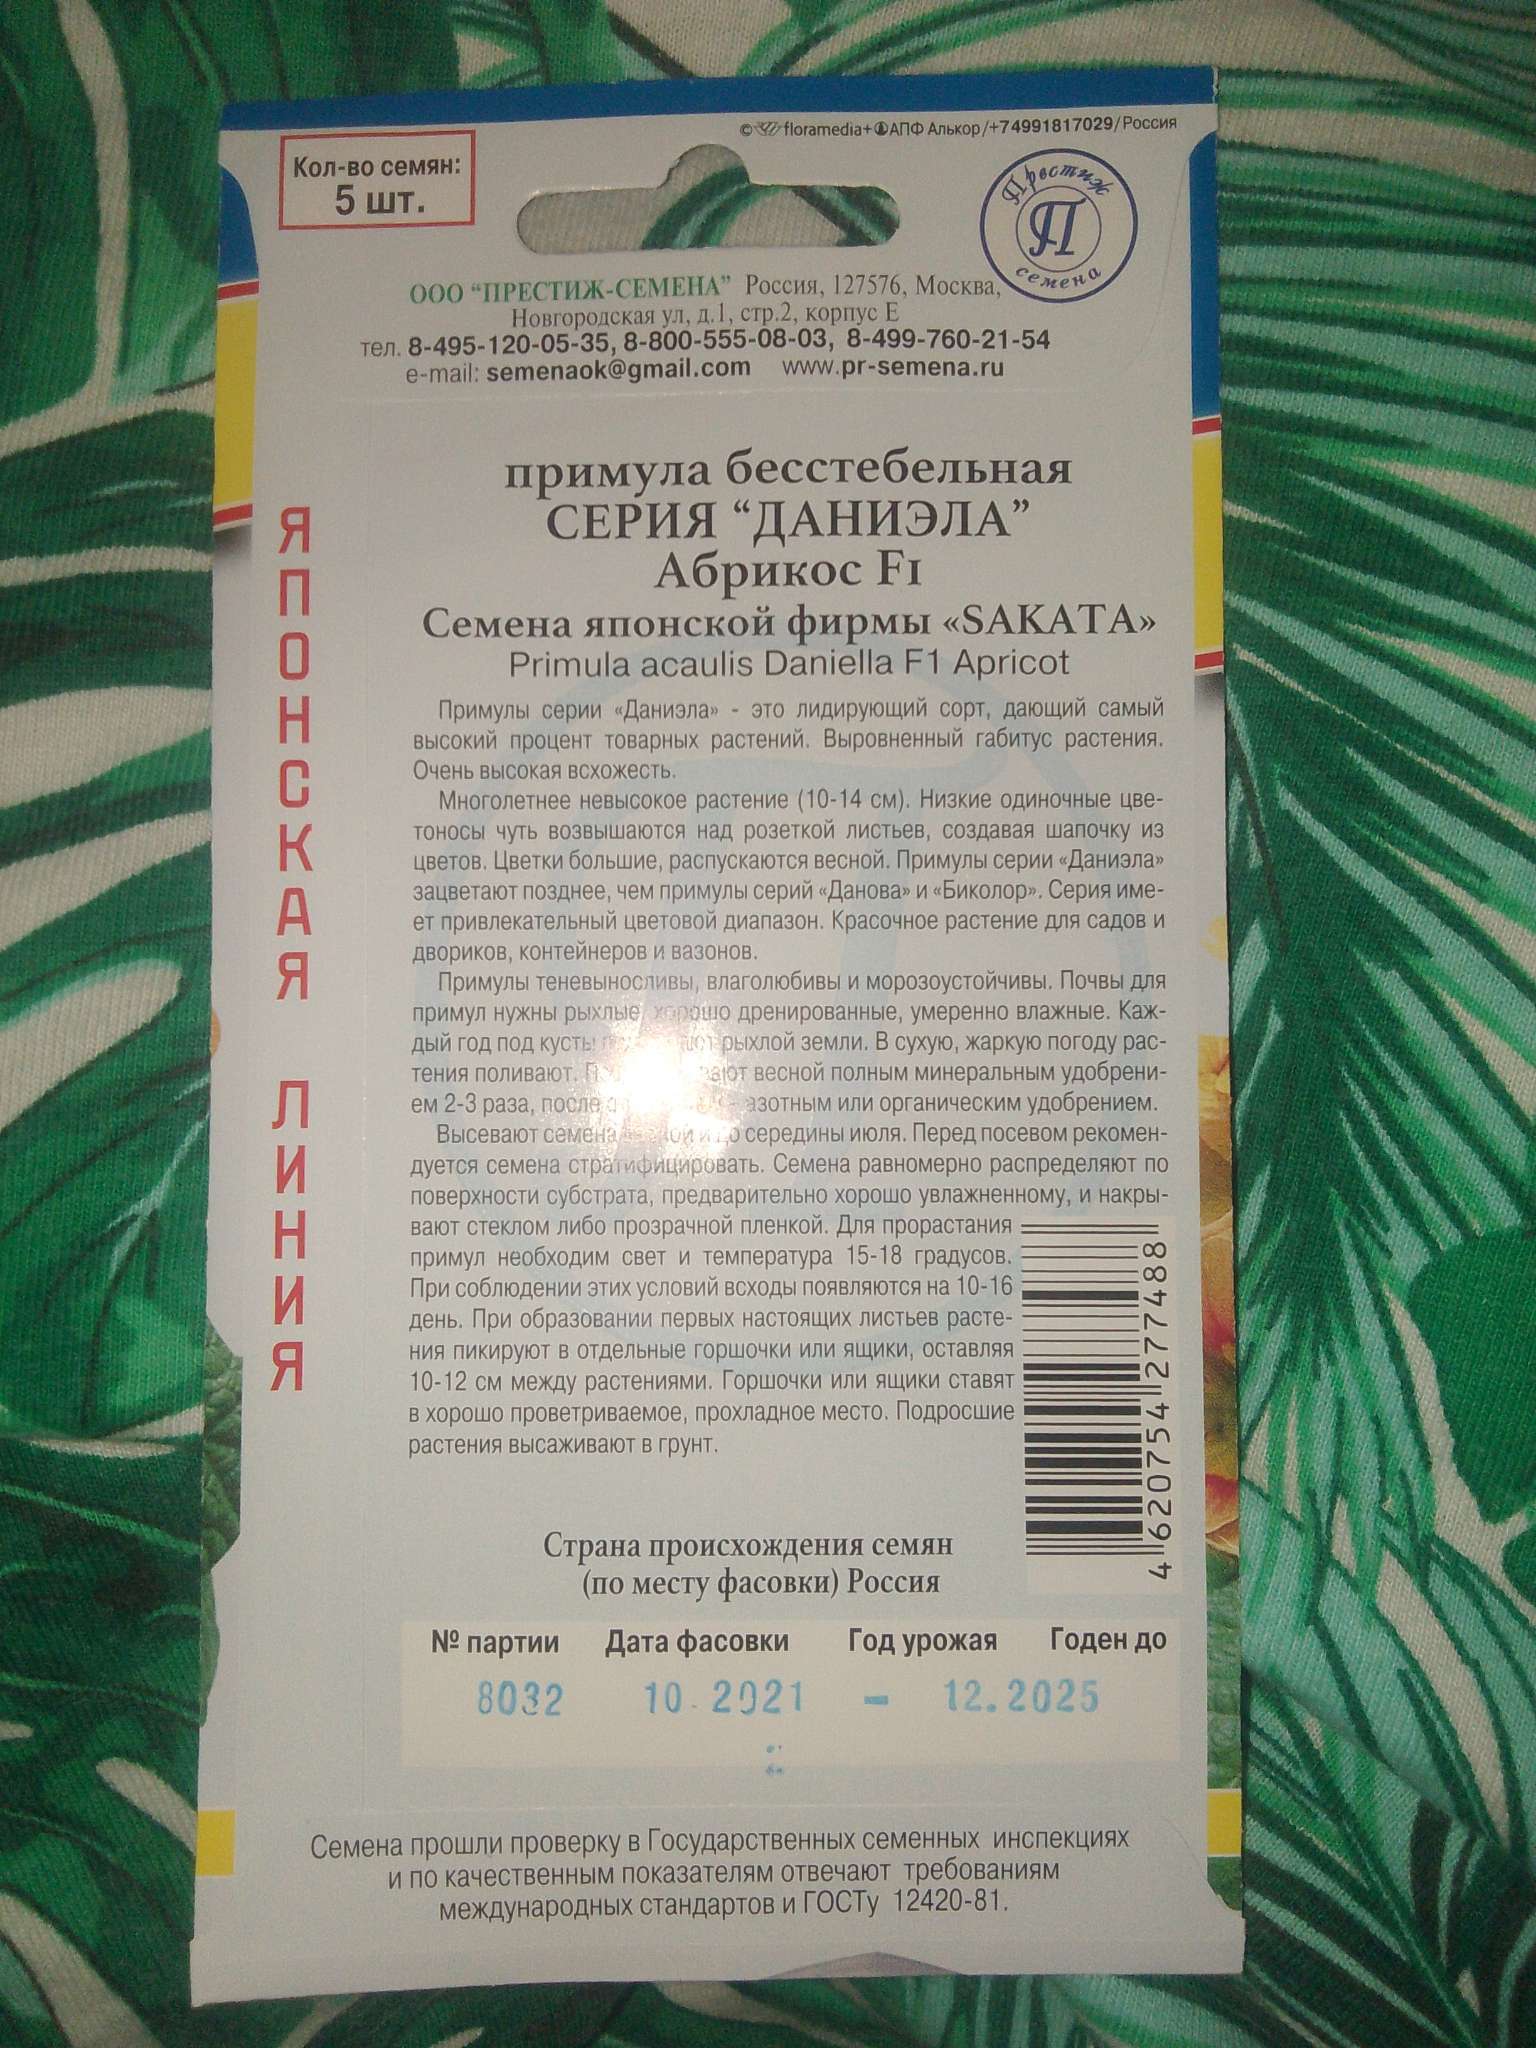 © floramedia+ АПФ Алькор/+74991817029/Россия
Кол-во семян:
5 шт.
Престиж
П
семена
ООО “ПРЕСТИЖ-СЕМЕНА” Россия, 127576, Москва,
Новгородская ул, д.1, стр.2, корпус Е
тел. 8-495-120-05-35, 8-800-555-08-03, 8-499-760-21-54
e-mail: semenaok@gmail.com www.pr-semena.ru
ЯПОНСКАЯ ЛИНИЯ
примула бесстебельная
СЕРИЯ “ДАНИЭЛА”
Абрикос F1
Семена японской фирмы «SAKATA»
Primula acaulis Daniella F1 Apricot
Примулы серии «Даниэла» - это лидирующий сорт, дающий самый
высокий процент товарных растений. Выровненный габитус растения.
Очень высокая всхожесть.
Многолетнее невысокое растение (10-14 см). Низкие одиночные цве-
тоносы чуть возвышаются над розеткой листьев, создавая шапочку из
цветов. Цветки большие, распускаются весной. Примулы серии «Даниэла»
зацветают позднее, чем примулы серий «Данова» и «Биколор». Серия име-
ет привлекательный цветовой диапазон. Красочное растение для садов и
двориков, контейнеров и вазонов.
Примулы теневыносливы, влаголюбивы и морозоустойчивы. Почвы для
примул нужны рыхлые, хорошо дренированные, умеренно влажные. Каж-
дый год под кусты рыхлой земли. В сухую, жаркую погоду рас-
тения поливают. весной полным минеральным удобрени-
ем 2-3 раза, после азотным или органическим удобрением.
Высевают семена и до середины июля. Перед посевом рекомен-
дуется семена стратифицировать. Семена равномерно распределяют по
поверхности субстрата, предварительно хорошо увлажненному, и накры-
вают стеклом либо прозрачной пленкой. Для прорастания
примул необходим свет и температура 15-18 градусов.
При соблюдении этих условий всходы появляются на 10-16
день. При образовании первых настоящих листьев расте-
ния пикируют в отдельные горшочки или ящики, оставляя
10-12 см между растениями. Горшочки или ящики ставят
в хорошо проветриваемое, прохладное место. Подросшие
растения высаживают в грунт.
4 620754 277488
Страна происхождения семян
(по месту фасовки) Россия
№ партии Дата фасовки Год урожая Годен до
8032 10.2021 – 12.2025
Семена прошли проверку в Государственных семенных инспекциях
и по качественным показателям отвечают требованиям
международных стандартов и ГОСТу 12420-81.